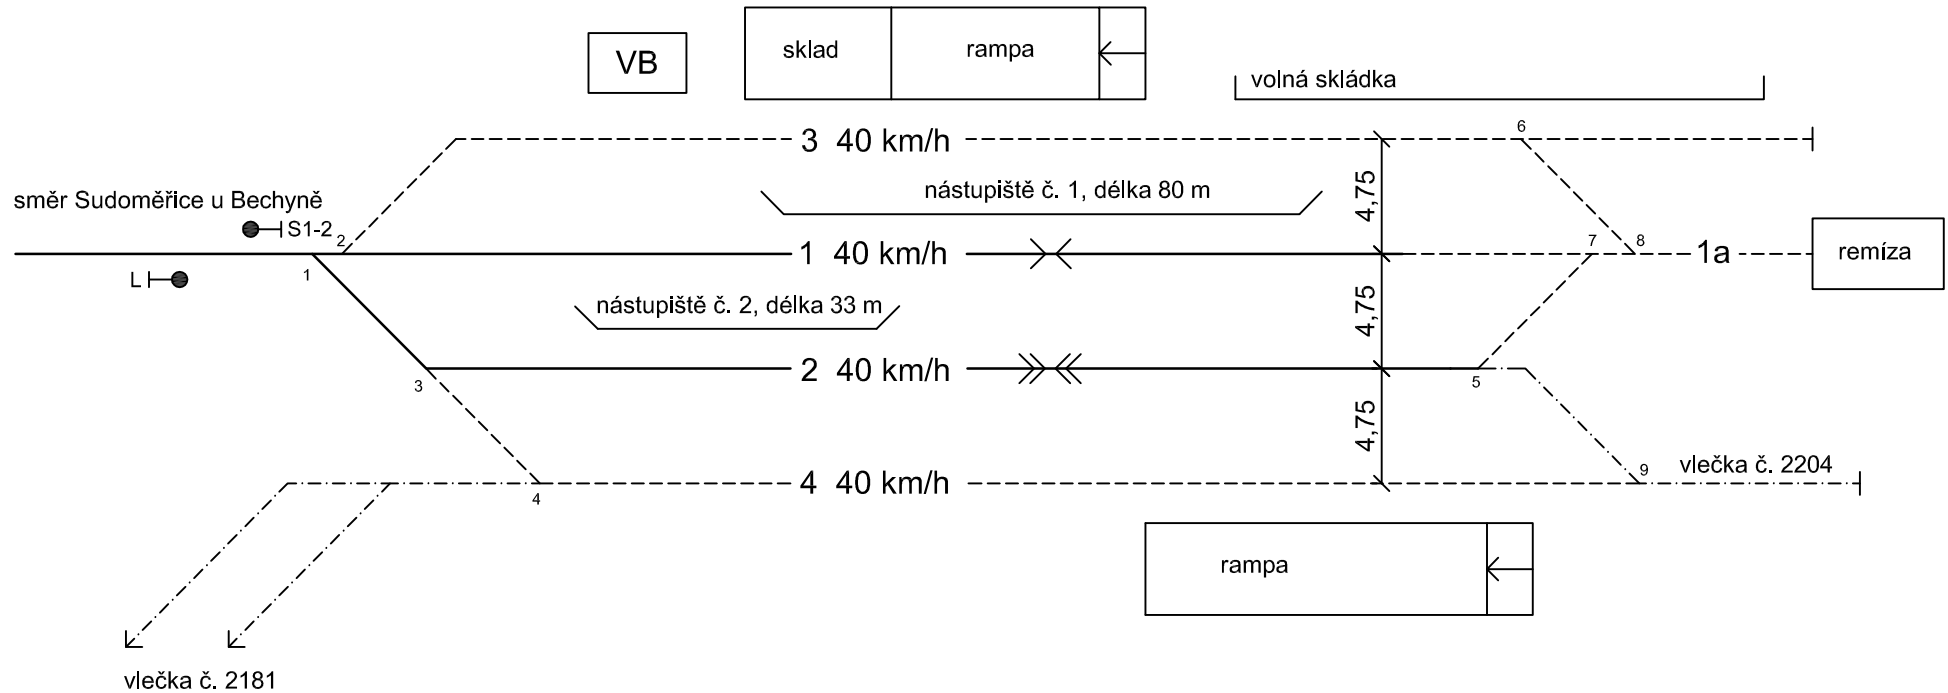 VB
sklad
rampa
volná skládka
6
3 40 km/h
směr Sudoměřice u Bechyně
S1-2
2
nástupiště č. 1, délka 80 m
4,75
1 40 km/h
7
8
1a
remíza
L
1
nástupiště č. 2, délka 33 m
4,75
2 40 km/h
3
5
4,75
4 40 km/h
4
9
vlečka č. 2204
rampa
vlečka č. 2181